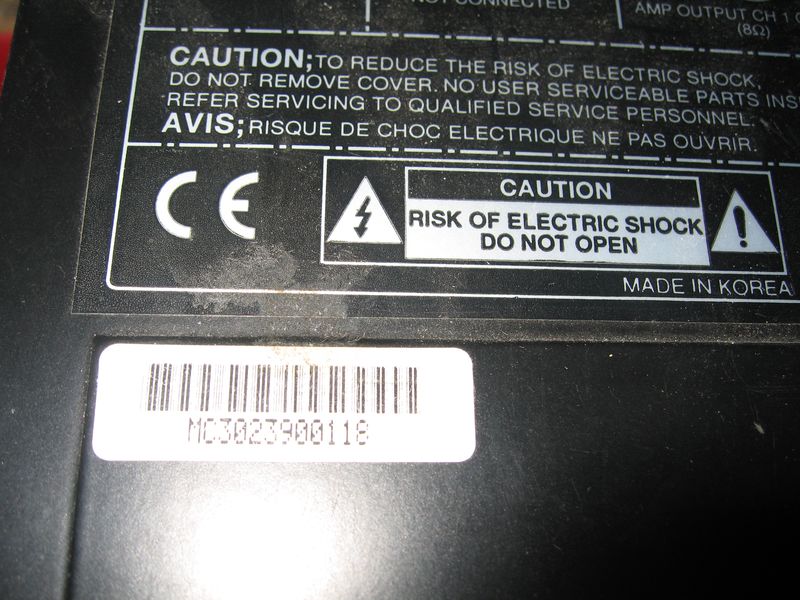 NOT CONNECTED
AMP OUTPUT CH 1
(8Ω)
CAUTION; TO REDUCE THE RISK OF ELECTRIC SHOCK,
DO NOT REMOVE COVER. NO USER SERVICEABLE PARTS INS
REFER SERVICING TO QUALIFIED SERVICE PERSONNEL.
AVIS; RISQUE DE CHOC ELECTRIQUE NE PAS OUVRIR.
CE
CAUTION
RISK OF ELECTRIC SHOCK
DO NOT OPEN
MADE IN KOREA
MC3023900118